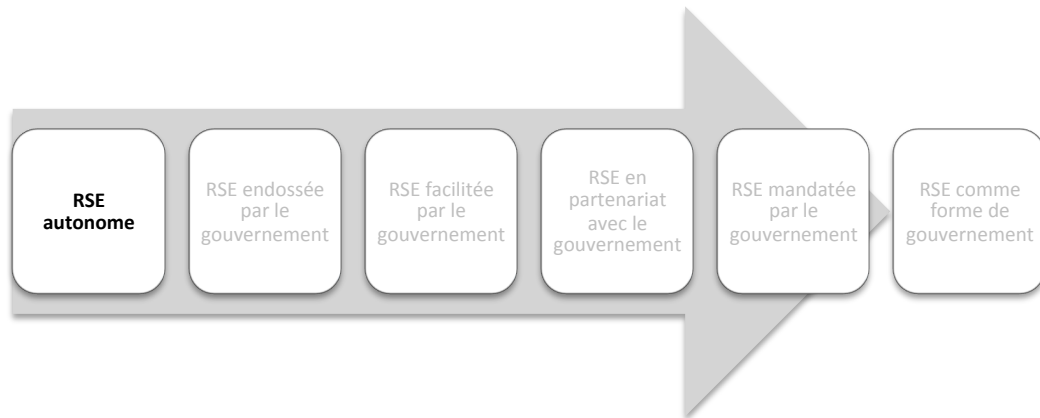 RSE
autonome
RSE endossée
par le
gouvernement
RSE facilitée
par le
gouvernement
RSE en
partenariat
avec le
gouvernement
RSE mandatée
par le
gouvernement
RSE comme
forme de
gouvernement